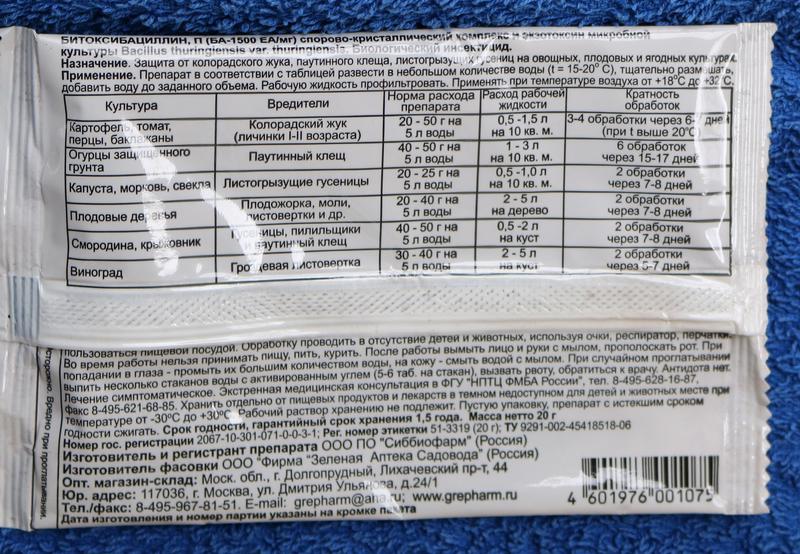 БИТОКСИБАЦИЛЛИН, П (БА-1500 ЕА/мг) спорово-кристаллический комплекс и экзотоксин микробной
культуры Bacillus thuringiensis var. thuringiensis. Биологический инсектицид.
Назначение. Защита от колорадского жука, паутинного клеща, листогрызущих гусениц на овощных, плодовых и ягодных культурах.
Применение. Препарат в соответствии с таблицей развести в небольшом количестве воды (t = 15-20° С), тщательно размешать,
добавить воду до заданного объема. Рабочую жидкость профильтровать. Применять при температуре воздуха от +18°С до +32°С.
Культура Вредители Норма расхода препарата Расход рабочей жидкости Кратность обработок
Картофель, томат, перцы, баклажаны Колорадский жук (личинки I-II возраста) 20 - 50 г на 5 л воды 0,5 -1,5 л на 10 кв. м. 3-4 обработки через 6- дней (при t выше 20°С)
Огурцы защищенного грунта Паутинный клещ 40 - 50 г на 5 л воды 1 - 3 л на 10 кв. м. 6 обработок через 15-17 дней
Капуста, морковь, свекла Листогрызущие гусеницы 20 - 25 г на 5 л воды 0,5 -1,0 л на 10 кв. м. 2 обработки через 7-8 дней
Плодовые деревья Плодожорка, моли, листовертки и др. 20 - 40 г на 5 л воды 2 - 5 л на дерево 2 обработки через 7-8 дней
Смородина, крыжовник Гусеницы, пилильщики и паутинный клещ 40 - 50 г на 5 л воды 0,5 -2 л на куст 2 обработки через 7-8 дней
Виноград Гроздевая листовертка 30 - 40 г на 5 л воды 2 - 5 л на куст 2 обработки через 5-7 дней
пользоваться пищевой посудой. Обработку проводить в отсутствие детей и животных, используя очки, респиратор, перчатки.
Во время работы нельзя принимать пищу, пить, курить. После работы вымыть лицо и руки с мылом, прополоскать рот. При
попадании в глаза - промыть их большим количеством воды, на кожу - смыть водой с мылом. При случайном проглатывании
выпить несколько стаканов воды с активированным углем (5-6 таб. на стакан), вызвать рвоту, обратиться к врачу. Антидота нет.
Лечение симптоматическое. Экстренная медицинская консультация в ФГУ "НПТЦ ФМБА России", тел. 8-495-628-16-87,
факс 8-495-621-68-85. Хранить отдельно от пищевых продуктов и лекарств в темном недоступном для детей и животных месте при
температуре от -30°С до +30°С. Рабочий раствор хранению не подлежит. Пустую упаковку, препарат с истекшим сроком
годности сжигать. Срок годности, гарантийный срок хранения 1,5 года. Масса нетто 20 г
Номер гос. регистрации 2067-10-301-071-0-0-3-1; Рег. номер этикетки 51-3319 (20 г); ТУ 9291-002-45418518-06
Изготовитель и регистрант препарата ООО ПО "Сиббиофарм" (Россия)
Изготовитель фасовки ООО "Фирма "Зеленая Аптека Садовода" (Россия)
Опт. магазин-склад: Моск. обл., г. Долгопрудный, Лихачевский пр-т, 44
Юр. адрес: 117036, г. Москва, ул. Дмитрия Ульянова, д.24/1
Тел./факс: 8-495-967-81-51. E-mail: grepharm@aha.ru; www.grepharm.ru
Дата изготовления и номер партии указаны на кромке пакета
4 601976 001075
осторожно. Вредно при проглатывании.